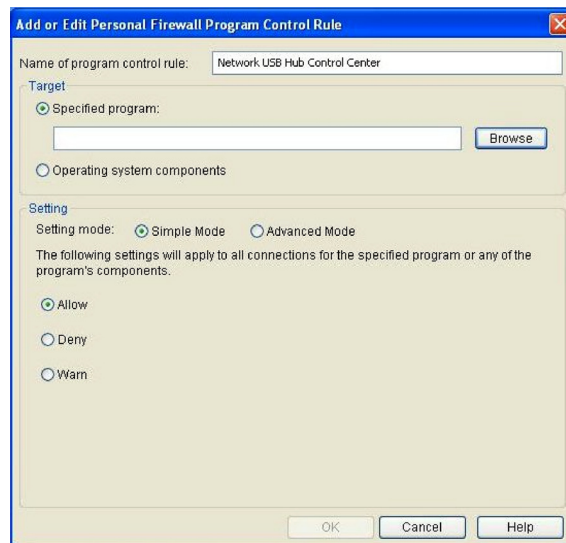 Add or Edit Personal Firewall Program Control Rule
Name of program control rule: Network USB Hub Control Center
Target
Specified program:
Browse
Operating system components
Setting
Setting mode: Simple Mode Advanced Mode
The following settings will apply to all connections for the specified program or any of the
program's components.
Allow
Deny
Warn
OK Cancel Help